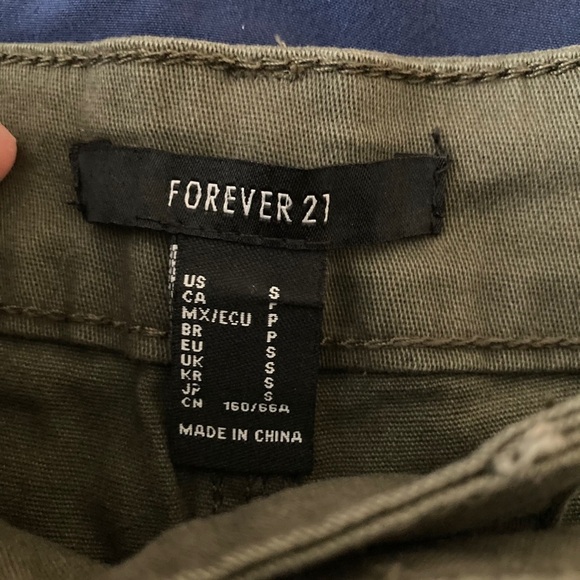 FOREVER 21
US S
CA
MX/ECU P
BR P
EU S
UK S
KR S
JP S
CN 160/66A
MADE IN CHINA